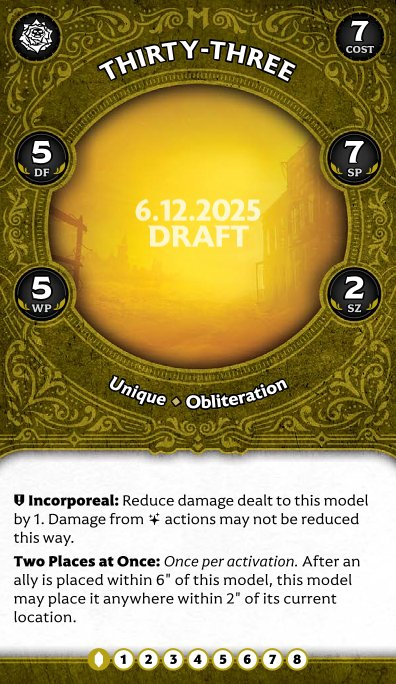 M
THIRTY-THREE
7
COST
5
DF
7
SP
6.12.2025
DRAFT
5
WP
2
SZ
Unique ⬥ Obliteration
Incorporeal: Reduce damage dealt to this model
by 1. Damage from actions may not be reduced
this way.
Two Places at Once: Once per activation. After an
ally is placed within 6" of this model, this model
may place it anywhere within 2" of its current
location.
1 2 3 4 5 6 7 8